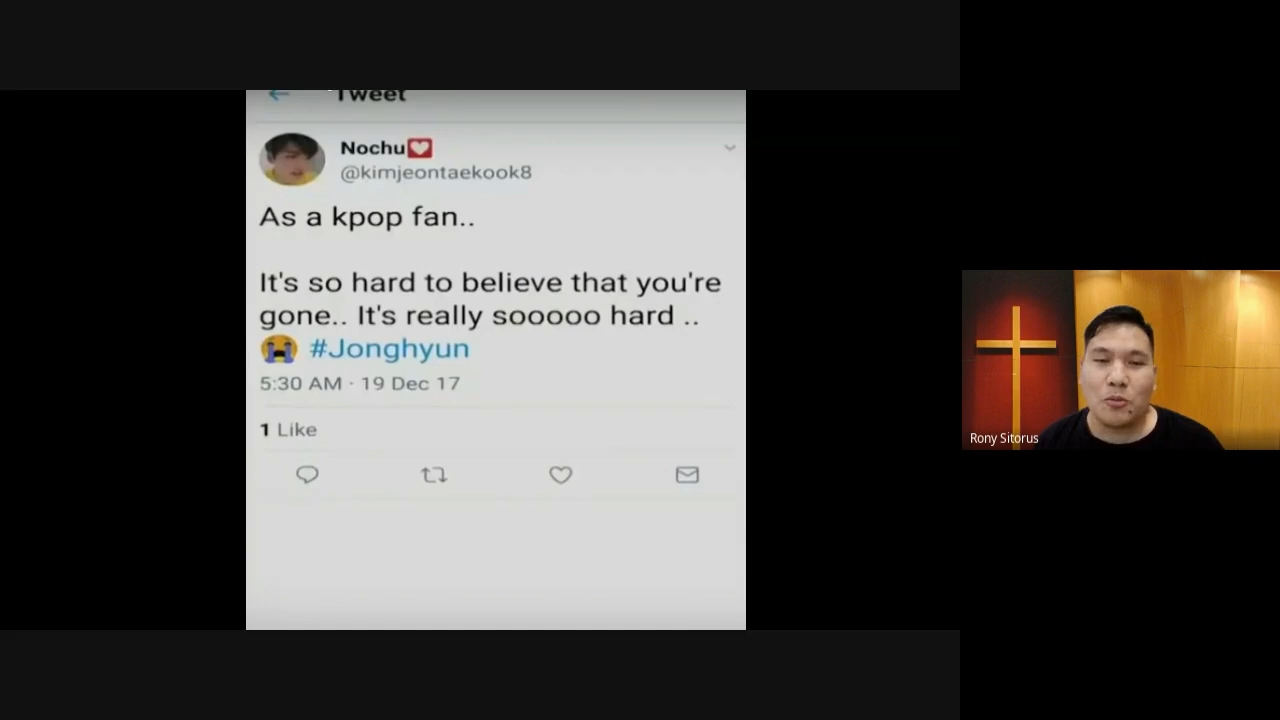 Tweet
Nochu
@kimjeontaekook8
As a kpop fan..
It's so hard to believe that you're
gone.. It's really sooooo hard ..
😭 #Jonghyun
5:30 AM · 19 Dec 17
1 Like
Rony Sitorus